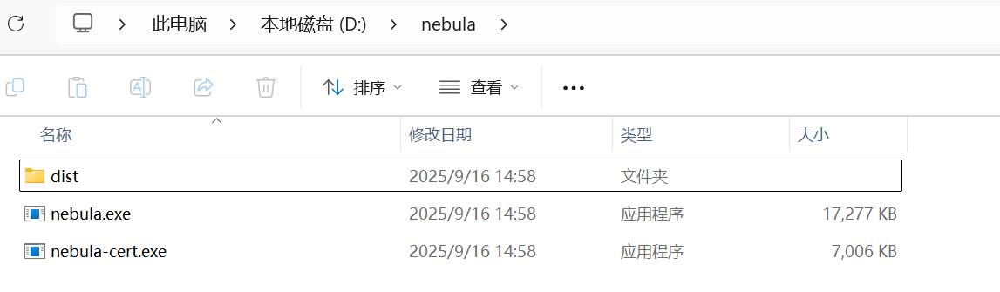 此电脑 本地磁盘 (D:) nebula
排序 查看
名称 修改日期 类型 大小
dist 2025/9/16 14:58 文件夹
nebula.exe 2025/9/16 14:58 应用程序 17,277 KB
nebula-cert.exe 2025/9/16 14:58 应用程序 7,006 KB